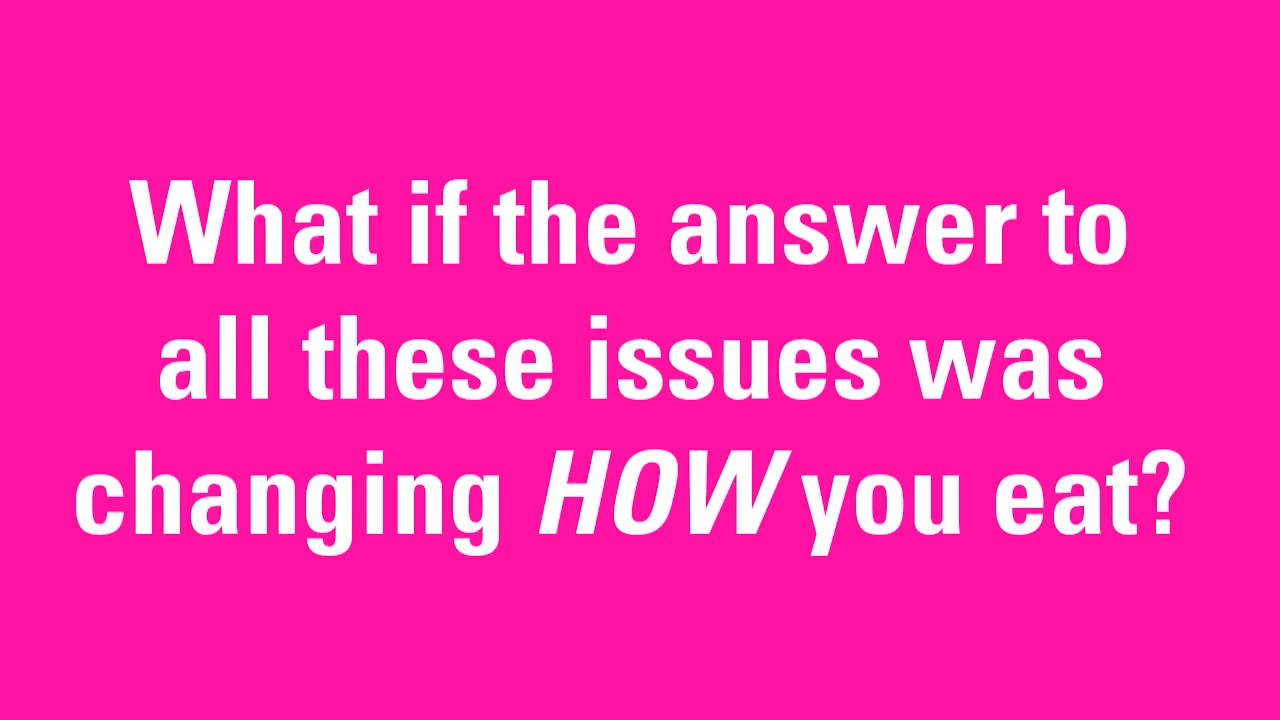 What if the answer to
all these issues was
changing HOW you eat?